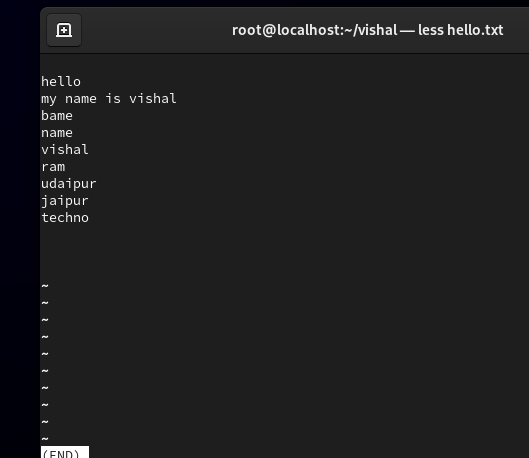 root@localhost:~/vishal — less hello.txt
hello
my name is vishal
bame
name
vishal
ram
udaipur
jaipur
techno
~
~
~
~
~
~
~
~
~
~
(END)